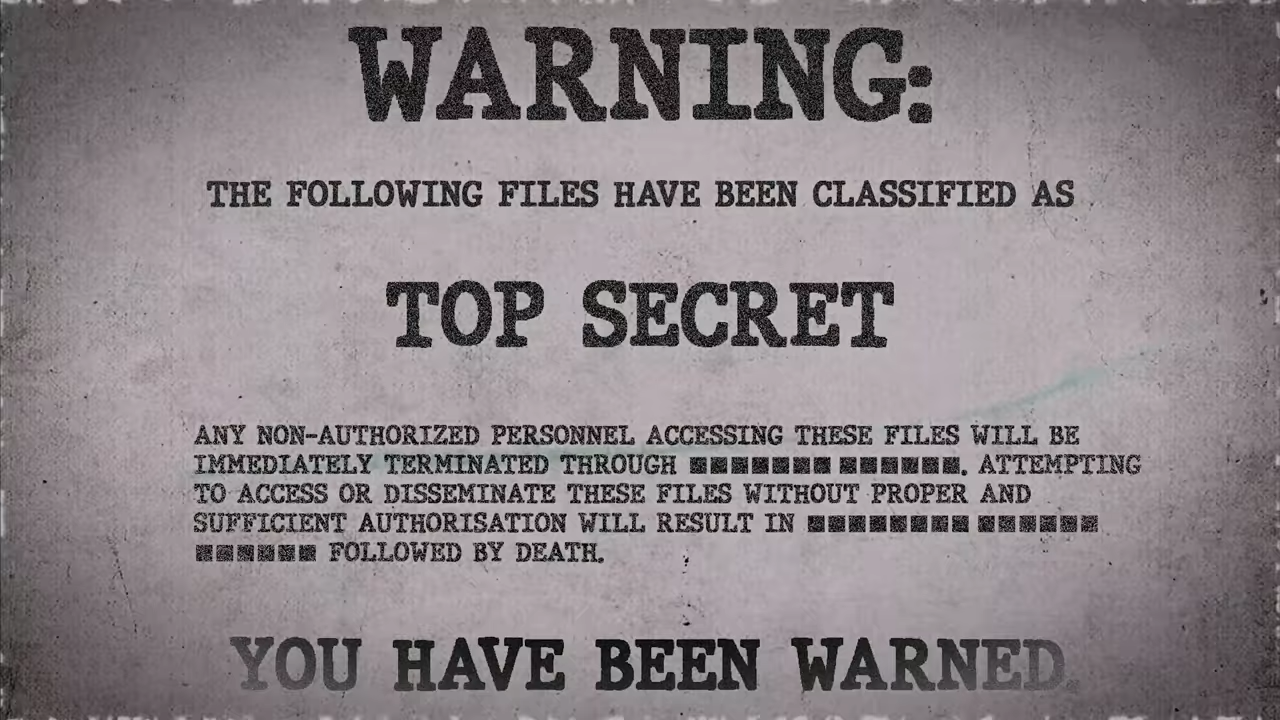 WARNING:
THE FOLLOWING FILES HAVE BEEN CLASSIFIED AS
TOP SECRET
ANY NON-AUTHORIZED PERSONNEL ACCESSING THESE FILES WILL BE
IMMEDIATELY TERMINATED THROUGH ■■■■■■■ ■■■■■■. ATTEMPTING
TO ACCESS OR DISSEMINATE THESE FILES WITHOUT PROPER AND
SUFFICIENT AUTHORISATION WILL RESULT IN ■■■■■■■■ ■■■■■■
■■■■■■ FOLLOWED BY DEATH.
YOU HAVE BEEN WARNED.